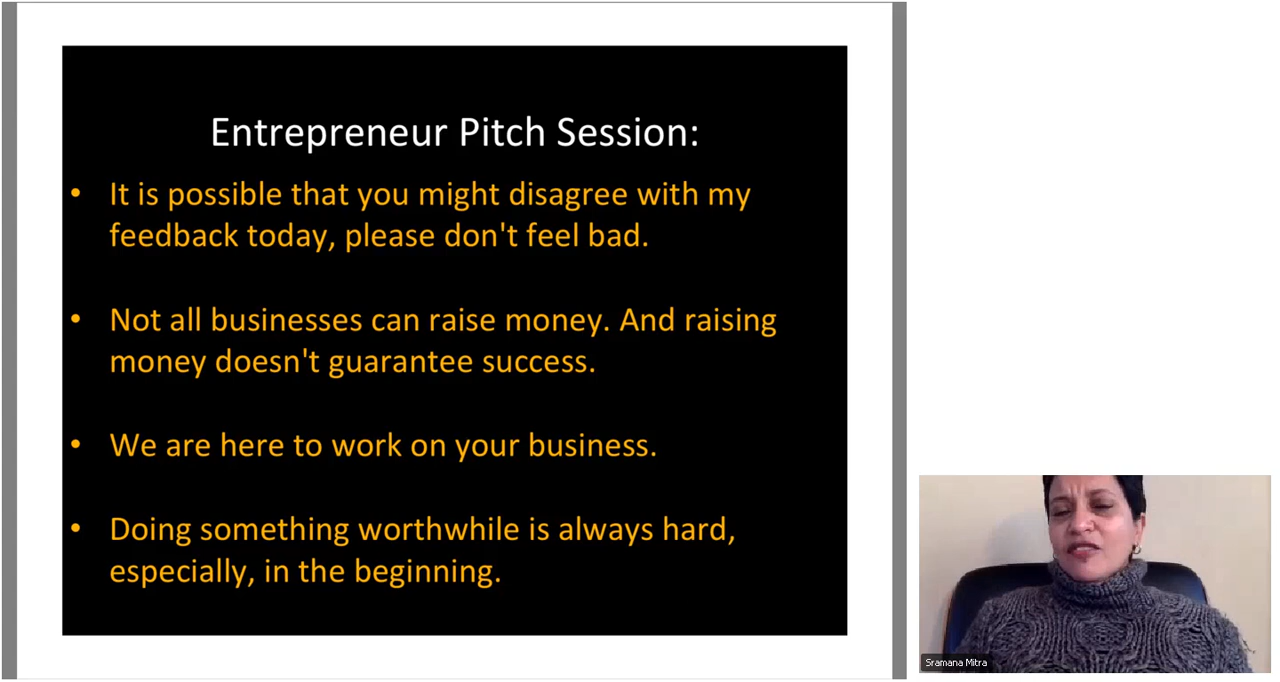 Entrepreneur Pitch Session:
• It is possible that you might disagree with my
feedback today, please don't feel bad.
• Not all businesses can raise money. And raising
money doesn't guarantee success.
• We are here to work on your business.
• Doing something worthwhile is always hard,
especially, in the beginning.
Sramana Mitra